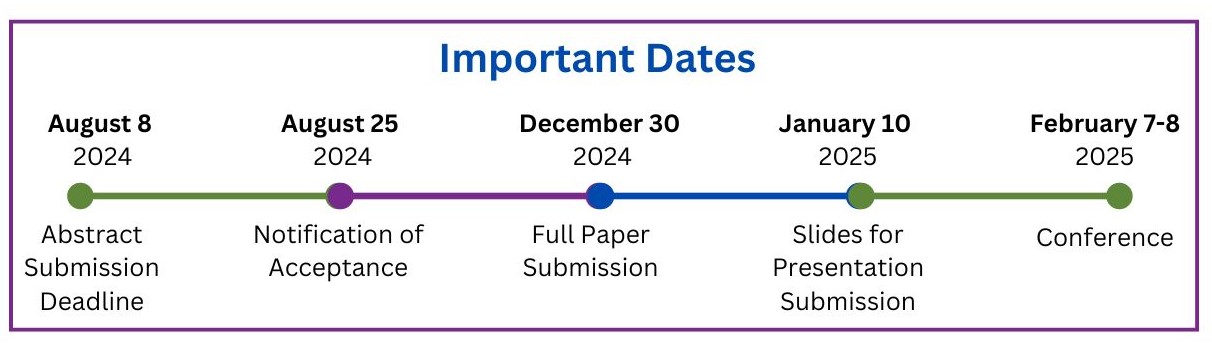 Important Dates
August 8
2024
Abstract
Submission
Deadline
August 25
2024
Notification of
Acceptance
December 30
2024
Full Paper
Submission
January 10
2025
Slides for
Presentation
Submission
February 7-8
2025
Conference